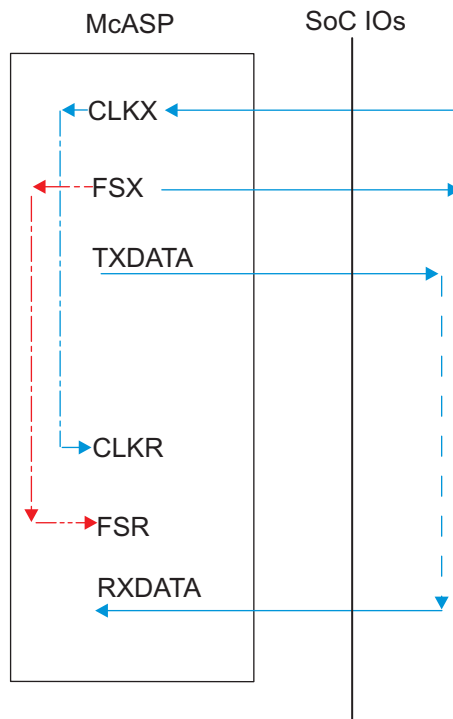 McASP
SoC IOs
CLKX
FSX
TXDATA
CLKR
FSR
RXDATA